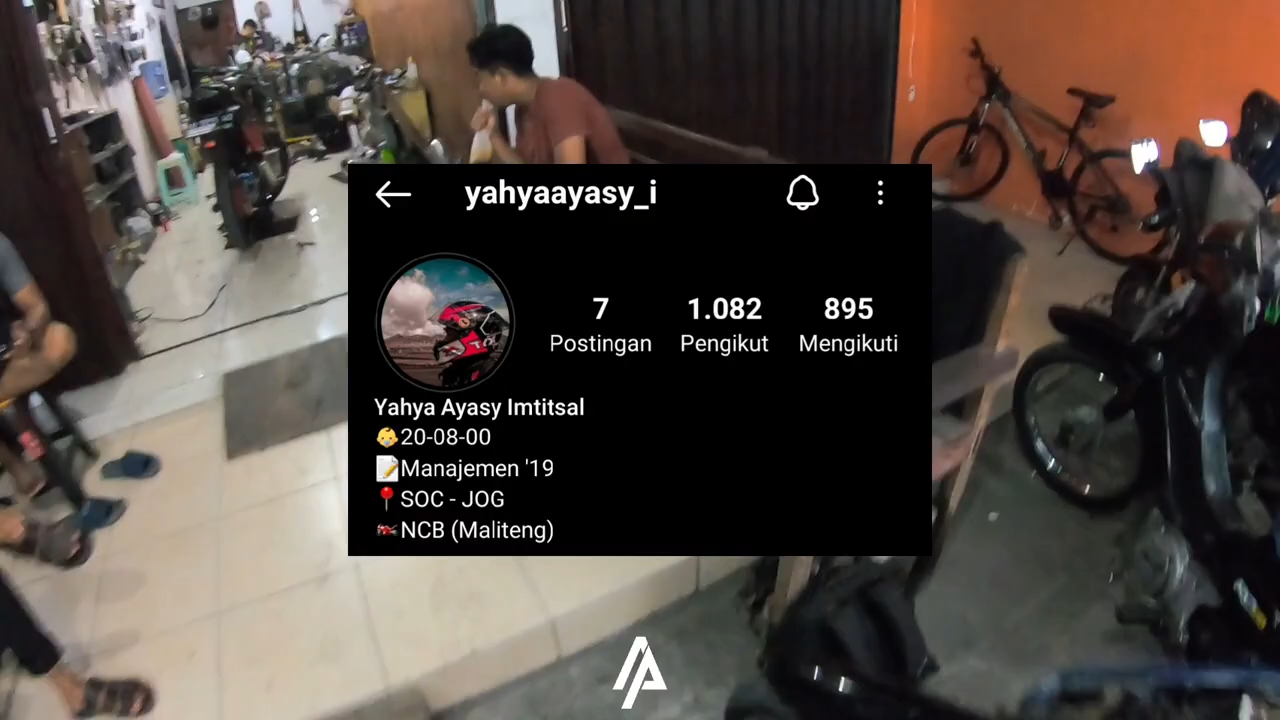 yahyaayasy_i
7 1.082 895
Postingan Pengikut Mengikuti
Yahya Ayasy Imtitsal
👶20-08-00
📝Manajemen '19
📍SOC - JOG
🏍️NCB (Maliteng)